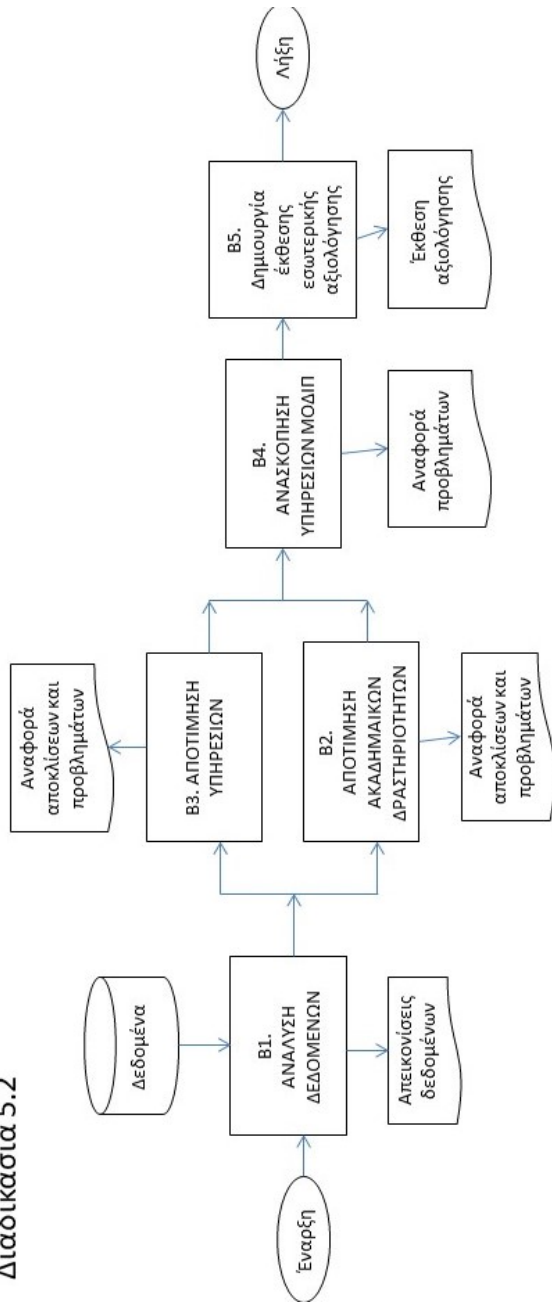 Διαδικασία 5.2
Έναρξη
Δεδομένα
Β1.
ΑΝΑΛΥΣΗ
ΔΕΔΟΜΕΝΩΝ
Απεικονίσεις
δεδομένων
Αναφορά
αποκλίσεων και
προβλημάτων
Β3. ΑΠΟΤΙΜΗΣΗ
ΥΠΗΡΕΣΙΩΝ
Β2.
ΑΠΟΤΙΜΗΣΗ
ΑΚΑΔΗΜΑΙΚΩΝ
ΔΡΑΣΤΗΡΙΟΤΗΤΩΝ
Αναφορά
αποκλίσεων και
προβλημάτων
Β4.
ΑΝΑΣΚΟΠΗΣΗ
ΥΠΗΡΕΣΙΩΝ ΜΟΔΙΠ
Αναφορά
προβλημάτων
Β5.
Δημιουργία
έκθεσης
εσωτερικής
αξιολόγησης
Έκθεση
αξιολόγησης
Λήξη